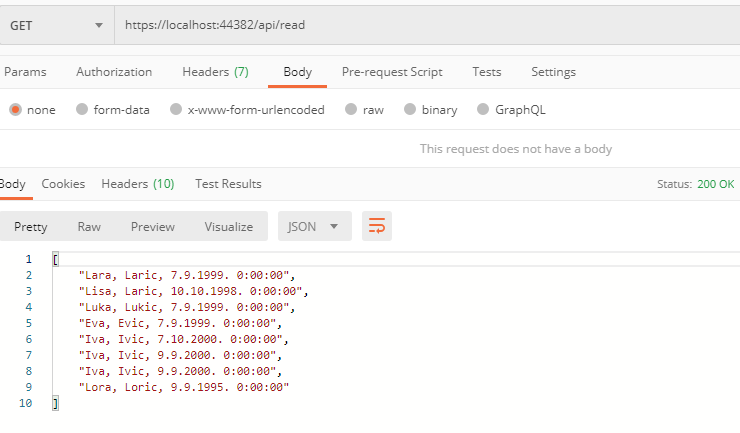 GET https://localhost:44382/api/read
Params Authorization Headers (7) Body Pre-request Script Tests Settings
none form-data x-www-form-urlencoded raw binary GraphQL
This request does not have a body
Body Cookies Headers (10) Test Results Status: 200 OK
Pretty Raw Preview Visualize JSON
1 [
2 "Lara, Laric, 7.9.1999. 0:00:00",
3 "Lisa, Laric, 10.10.1998. 0:00:00",
4 "Luka, Lukic, 7.9.1999. 0:00:00",
5 "Eva, Evic, 7.9.1999. 0:00:00",
6 "Iva, Ivic, 7.10.2000. 0:00:00",
7 "Iva, Ivic, 9.9.2000. 0:00:00",
8 "Iva, Ivic, 9.9.2000. 0:00:00",
9 "Lora, Loric, 9.9.1995. 0:00:00"
10 ]